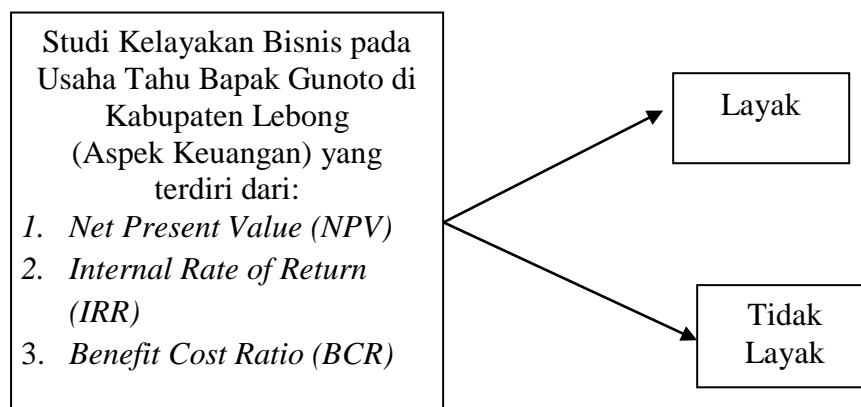 Studi Kelayakan Bisnis pada
Usaha Tahu Bapak Gunoto di
Kabupaten Lebong
(Aspek Keuangan) yang
terdiri dari:
1. Net Present Value (NPV)
2. Internal Rate of Return
(IRR)
3. Benefit Cost Ratio (BCR)
Layak
Tidak
Layak